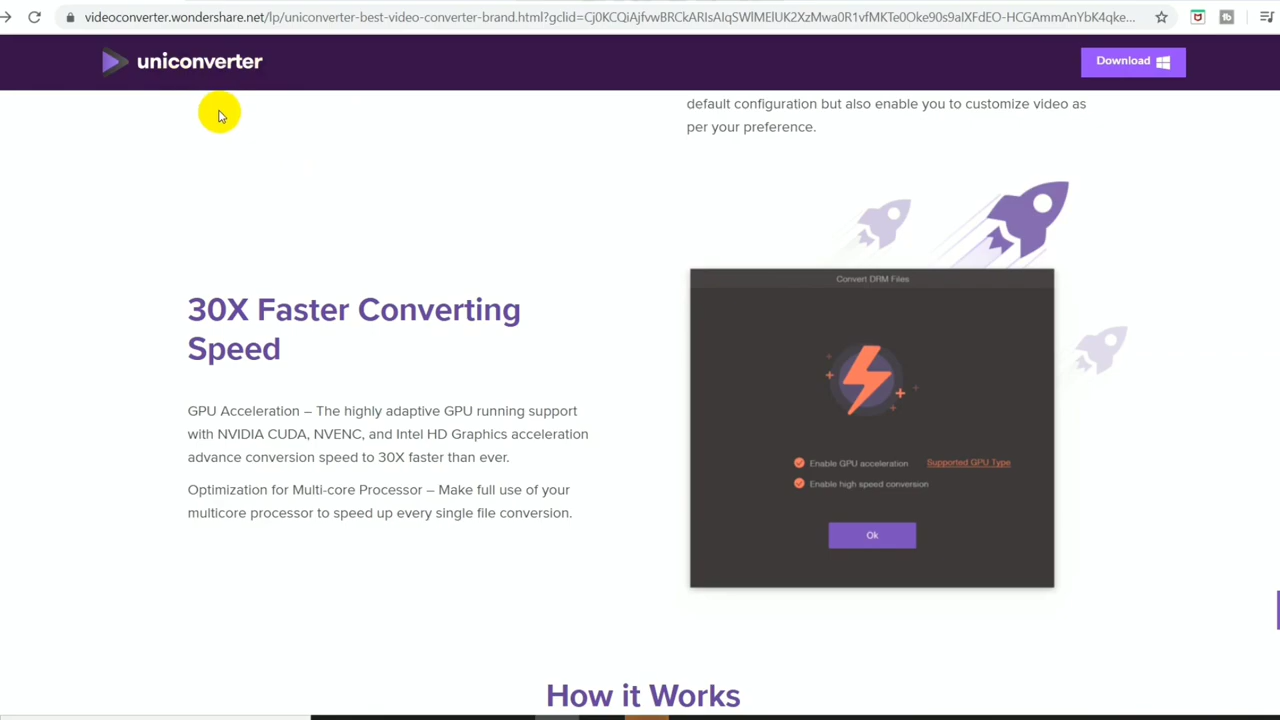 videoconverter.wondershare.net/lp/uniconverter-best-video-converter-brand.html?gclid=Cj0KCQiAjfvwBRCkARIsAIqSWlMElUK2XzMwa0R1vfMKTe0Oke90s9aIXFdEO-HCGAmmAnYbK4qke...
uniconverter
Download
default configuration but also enable you to customize video as
per your preference.
30X Faster Converting
Speed
GPU Acceleration – The highly adaptive GPU running support
with NVIDIA CUDA, NVENC, and Intel HD Graphics acceleration
advance conversion speed to 30X faster than ever.
Optimization for Multi-core Processor – Make full use of your
multicore processor to speed up every single file conversion.
Convert DRM Files
Enable GPU acceleration Supported GPU Type
Enable high speed conversion
Ok
How it Works